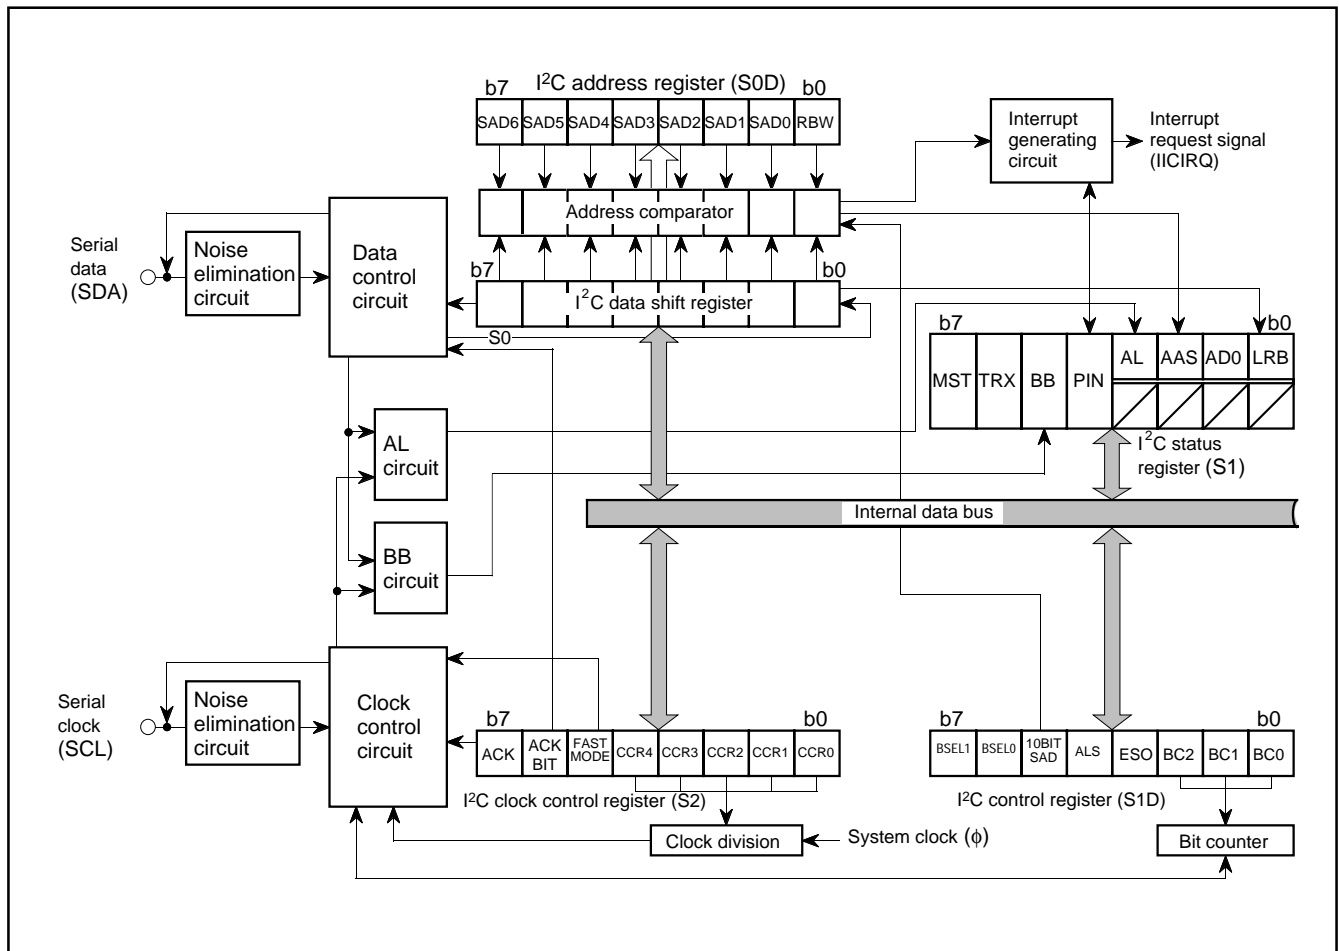 I²C address register (S0D)
b7 b0
SAD6 SAD5 SAD4 SAD3 SAD2 SAD1 SAD0 RBW
Interrupt
generating
circuit
Interrupt
request signal
(IICIRQ)
Address comparator
Serial
data
(SDA)
Noise
elimination
circuit
Data
control
circuit
b7 b0
I²C data shift register
S0
b7 b0
MST TRX BB PIN AL AAS AD0 LRB
I²C status
register (S1)
AL
circuit
Internal data bus
BB
circuit
Serial
clock
(SCL)
Noise
elimination
circuit
Clock
control
circuit
b7 b0
ACK ACK BIT FAST MODE CCR4 CCR3 CCR2 CCR1 CCR0
I²C clock control register (S2)
Clock division
System clock (ϕ)
b7 b0
BSEL1 BSEL0 10BIT SAD ALS ESO BC2 BC1 BC0
I²C control register (S1D)
Bit counter